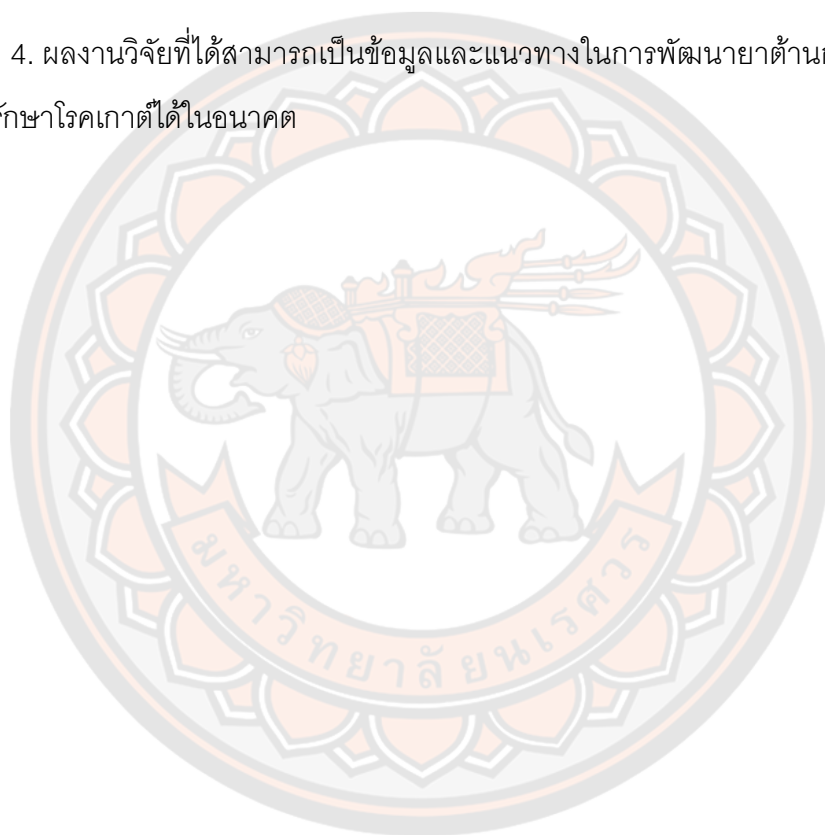 4. ผลงานวิจัยที่ได้สามารถเป็นข้อมูลและแนวทางในการพัฒนายาต้าน
โรคเกาต์ได้ในอนาคต
มหาวิทยาลัยนเรศวร